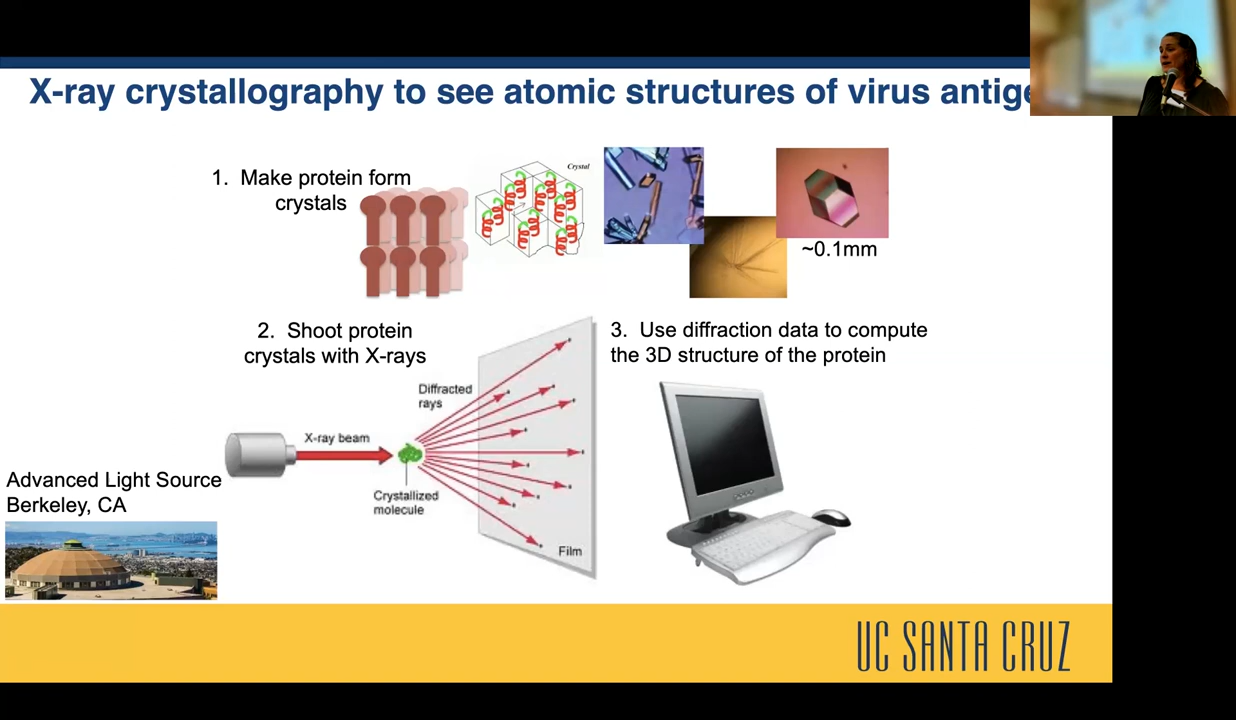 X-ray crystallography to see atomic structures of virus
1. Make protein form
crystals
Crystal
~0.1mm
2. Shoot protein
crystals with X-rays
3. Use diffraction data to compute
the 3D structure of the protein
Diffracted
rays
X-ray beam
Crystallized
molecule
Film
Advanced Light Source
Berkeley, CA
UC SANTA CRUZ